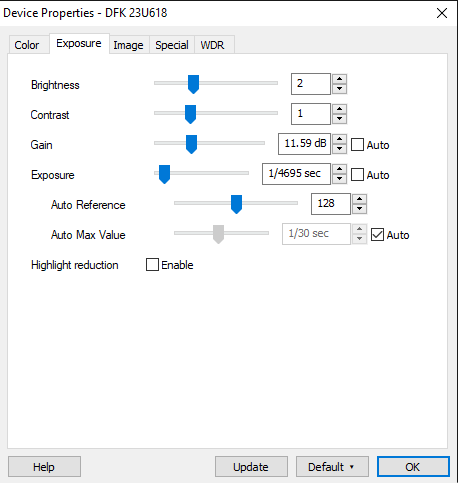 Device Properties - DFK 23U618
Color Exposure Image Special WDR
Brightness 2
Contrast 1
Gain 11.59 dB Auto
Exposure 1/4695 sec Auto
Auto Reference 128
Auto Max Value 1/30 sec Auto
Highlight reduction Enable
Help Update Default OK